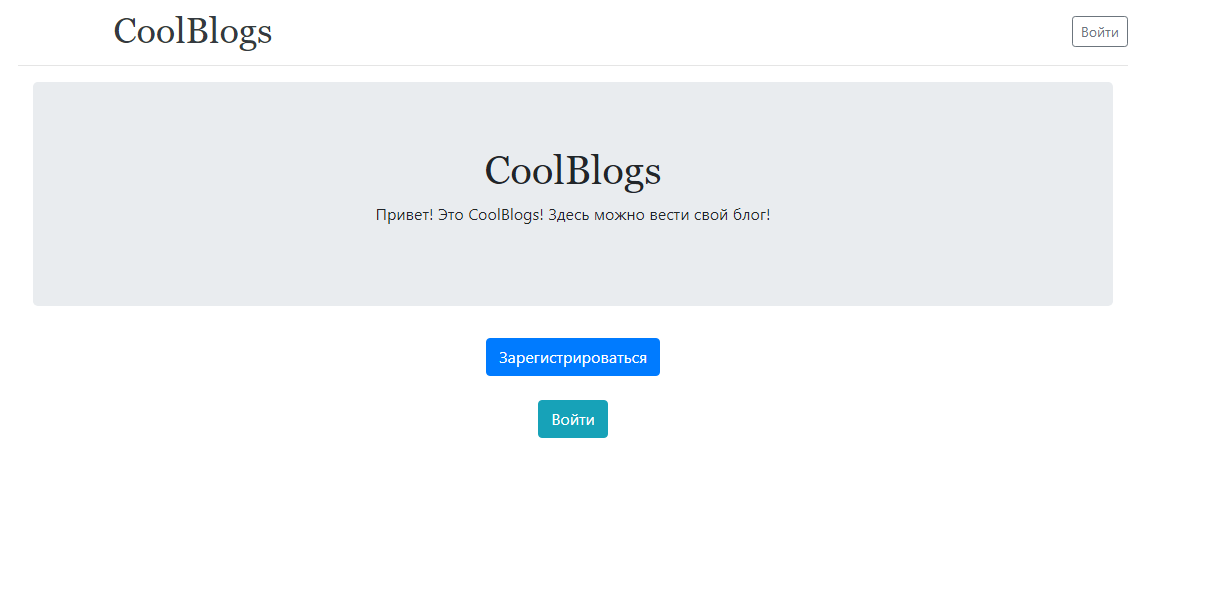 CoolBlogs
Войти
CoolBlogs
Привет! Это CoolBlogs! Здесь можно вести свой блог!
Зарегистрироваться
Войти